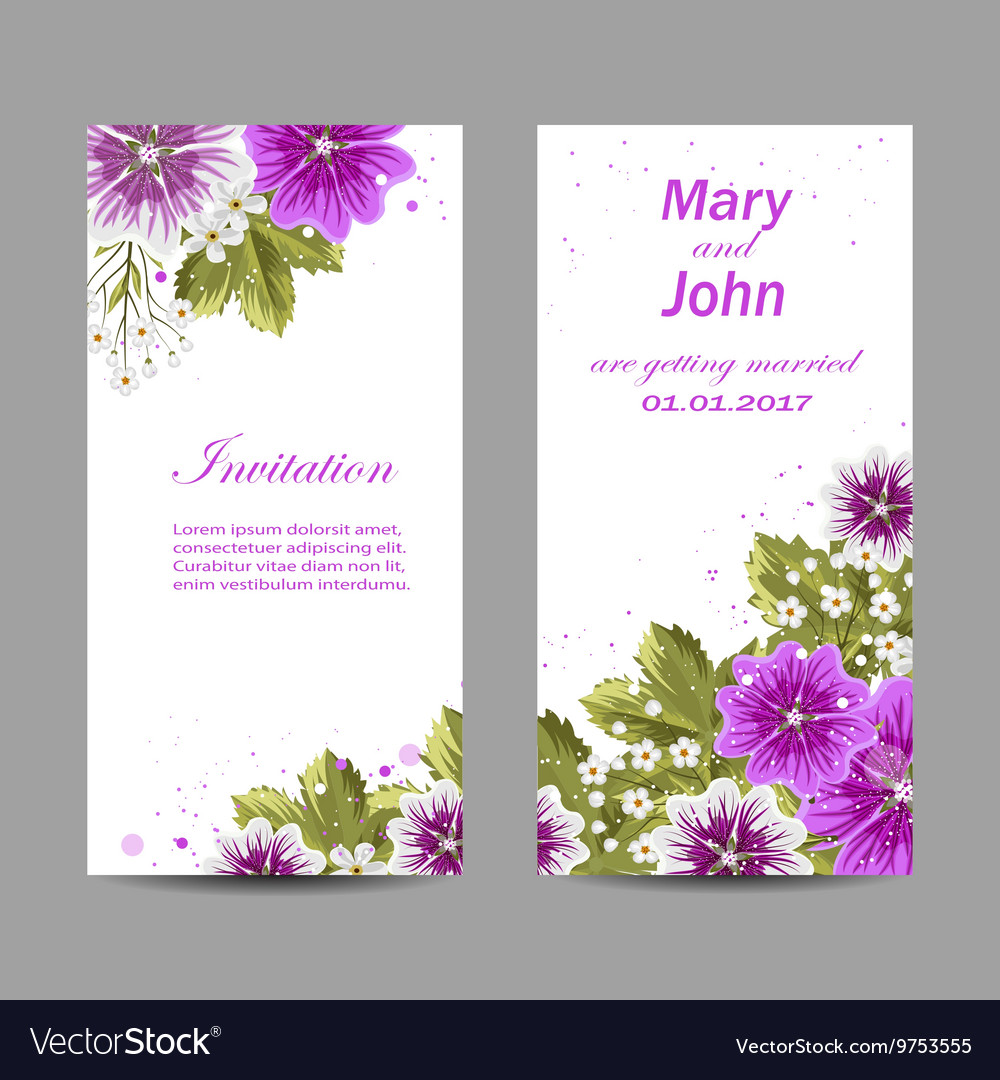 Invitation
Lorem ipsum dolorsit amet,
consectetuer adipiscing elit.
Curabitur vitae diam non lit,
enim vestibulum interdumu.
Mary
and
John
are getting married
01.01.2017
VectorStock®
VectorStock.com/9753555